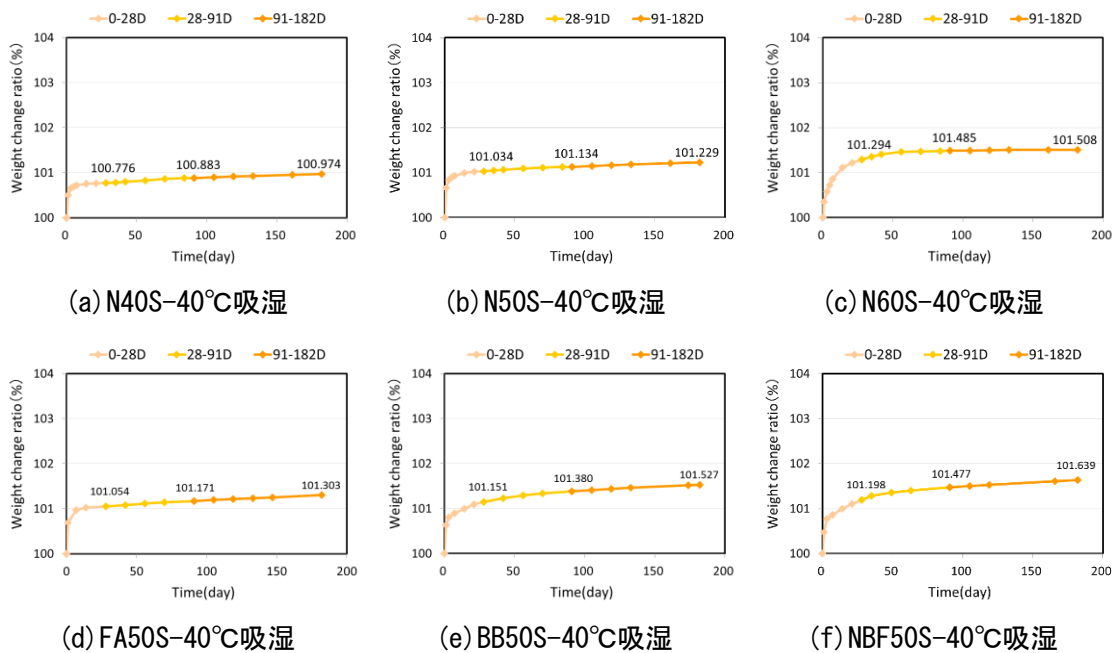 0-28D 28-91D 91-182D
Weight change ratio(%)
104
103
102
101
100
100.776 100.883 100.974
0 50 100 150 200
Time(day)
(a)N40S-40℃吸湿
0-28D 28-91D 91-182D
Weight change ratio(%)
104
103
102
101
100
101.034 101.134 101.229
0 50 100 150 200
Time(day)
(b)N50S-40℃吸湿
0-28D 28-91D 91-182D
Weight change ratio(%)
104
103
102
101
100
101.294 101.485 101.508
0 50 100 150 200
Time(day)
(c)N60S-40℃吸湿
0-28D 28-91D 91-182D
Weight change ratio(%)
104
103
102
101
100
101.054 101.171 101.303
0 50 100 150 200
Time(day)
(d)FA50S-40℃吸湿
0-28D 28-91D 91-182D
Weight change ratio(%)
104
103
102
101
100
101.151 101.380 101.527
0 50 100 150 200
Time(day)
(e)BB50S-40℃吸湿
0-28D 28-91D 91-182D
Weight change ratio(%)
104
103
102
101
100
101.198 101.477 101.639
0 50 100 150 200
Time(day)
(f)NBF50S-40℃吸湿